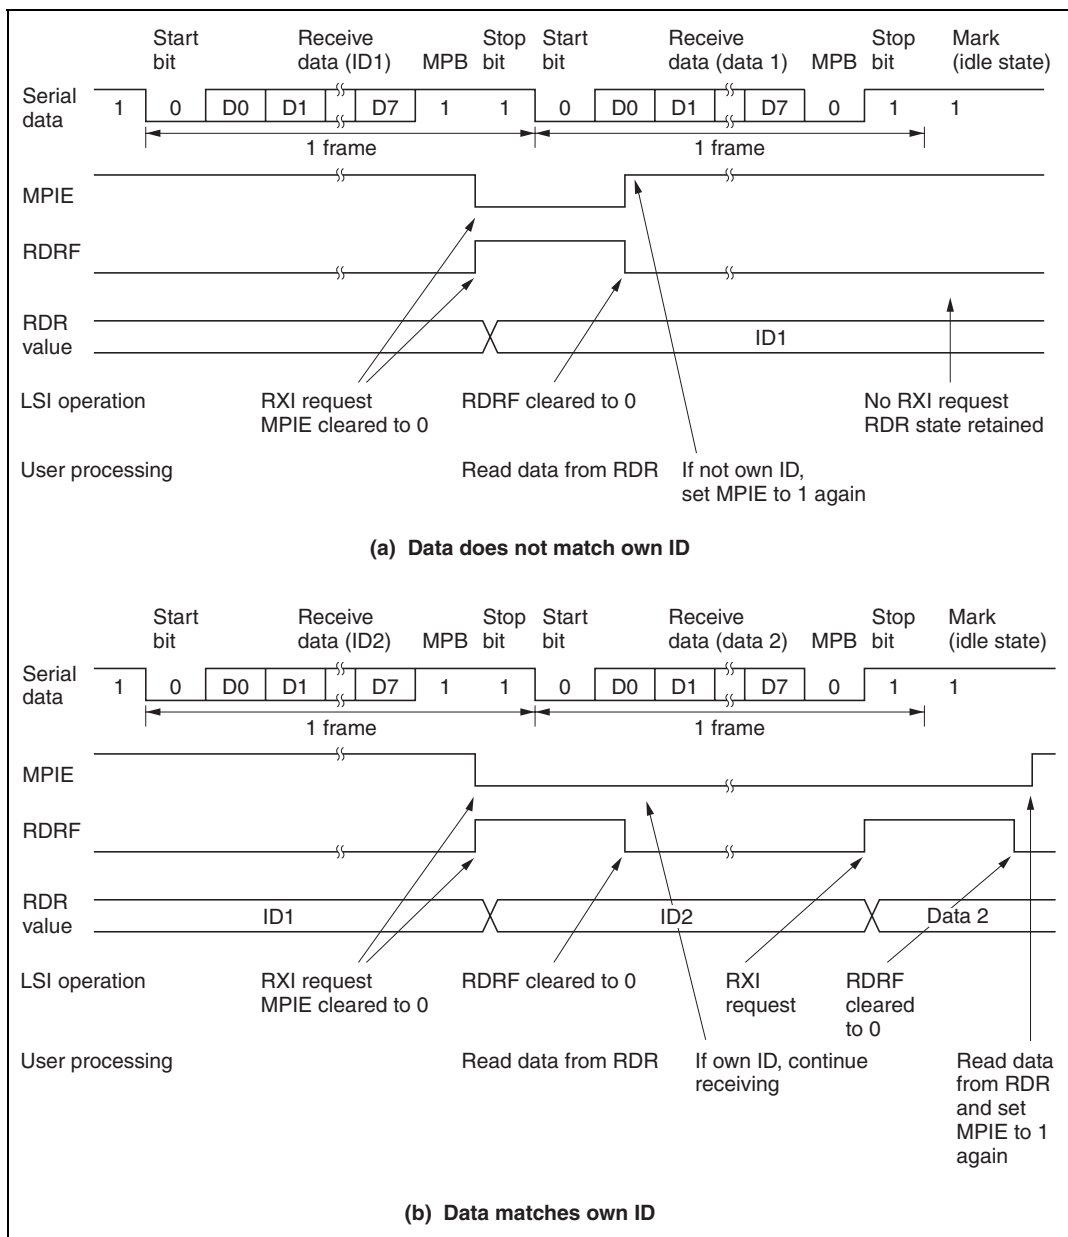 Start Receive Stop Start Receive Stop Mark
bit data (ID1) MPB bit bit data (data 1) MPB bit (idle state)
Serial
data
1 0 D0 D1 D7 1 1 0 D0 D1 D7 0 1 1
1 frame 1 frame
MPIE
RDRF
RDR
value
ID1
LSI operation
RXI request
MPIE cleared to 0
RDRF cleared to 0
No RXI request
RDR state retained
User processing
Read data from RDR
If not own ID,
set MPIE to 1 again
(a) Data does not match own ID
Start Receive Stop Start Receive Stop Mark
bit data (ID2) MPB bit bit data (data 2) MPB bit (idle state)
Serial
data
1 0 D0 D1 D7 1 1 0 D0 D1 D7 0 1 1
1 frame 1 frame
MPIE
RDRF
RDR
value
ID1 ID2 Data 2
LSI operation
RXI request
MPIE cleared to 0
RDRF cleared to 0
RXI
request
RDRF
cleared
to 0
User processing
Read data from RDR
If own ID, continue
receiving
Read data
from RDR
and set
MPIE to 1
again
(b) Data matches own ID